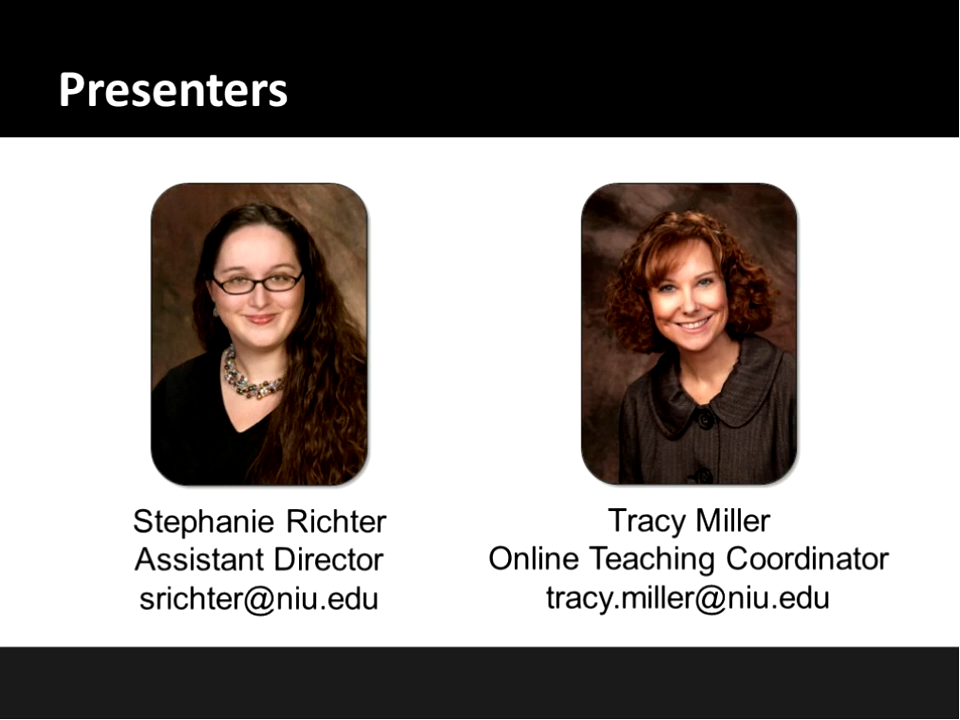 Presenters
Stephanie Richter
Assistant Director
srichter@niu.edu
Tracy Miller
Online Teaching Coordinator
tracy.miller@niu.edu